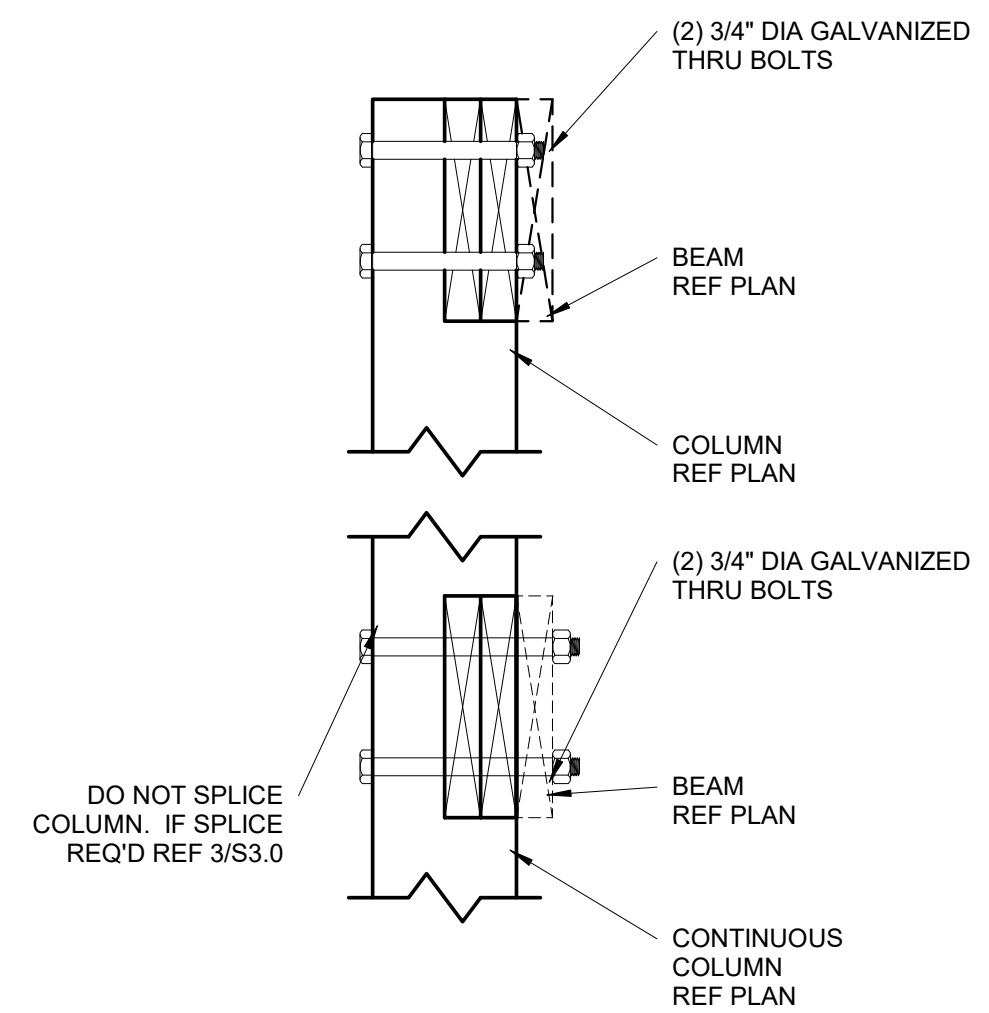 (2) 3/4" DIA GALVANIZED
THRU BOLTS
BEAM
REF PLAN
COLUMN
REF PLAN
(2) 3/4" DIA GALVANIZED
THRU BOLTS
DO NOT SPLICE
COLUMN. IF SPLICE
REQ'D REF 3/S3.0
BEAM
REF PLAN
CONTINUOUS
COLUMN
REF PLAN